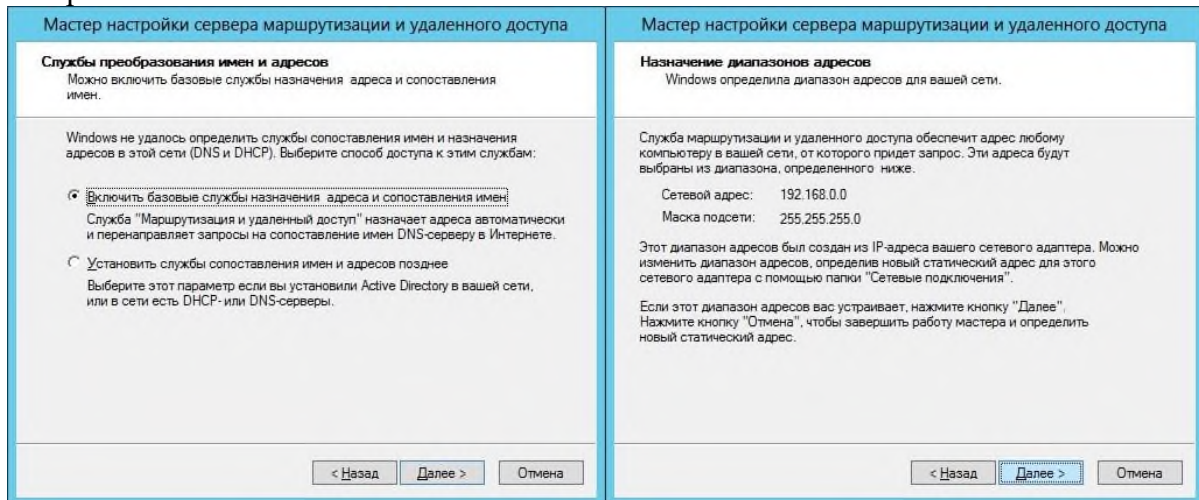 Мастер настройки сервера маршрутизации и удаленного доступа
Службы преобразования имен и адресов
Можно включить базовые службы назначения адреса и сопоставления
имен.
Windows не удалось определить службы сопоставления имен и назначения
адресов в этой сети (DNS и DHCP). Выберите способ доступа к этим службам:
Включить базовые службы назначения адреса и сопоставления имен
Служба "Маршрутизация и удаленный доступ" назначает адреса автоматически
и перенаправляет запросы на сопоставление имен DNS-серверу в Интернете.
Установить службы сопоставления имен и адресов позднее
Выберите этот параметр если вы установили Active Directory в вашей сети,
или в сети есть DHCP- или DNS-серверы.
< Назад
Далее >
Отмена
Мастер настройки сервера маршрутизации и удаленного доступа
Назначение диапазонов адресов
Windows определила диапазон адресов для вашей сети.
Служба маршрутизации и удаленного доступа обеспечит адрес любому
компьютеру в вашей сети, от которого придет запрос. Эти адреса будут
выбраны из диапазона, определенного ниже.
Сетевой адрес: 192.168.0.0
Маска подсети: 255.255.255.0
Этот диапазон адресов был создан из IP-адреса вашего сетевого адаптера. Можно
изменить диапазон адресов, определив новый статический адрес для этого
сетевого адаптера с помощью папки "Сетевые подключения".
Если этот диапазон адресов вас устраивает, нажмите кнопку "Далее".
Нажмите кнопку "Отмена", чтобы завершить работу мастера и определить
новый статический адрес.
< Назад
Далее >
Отмена